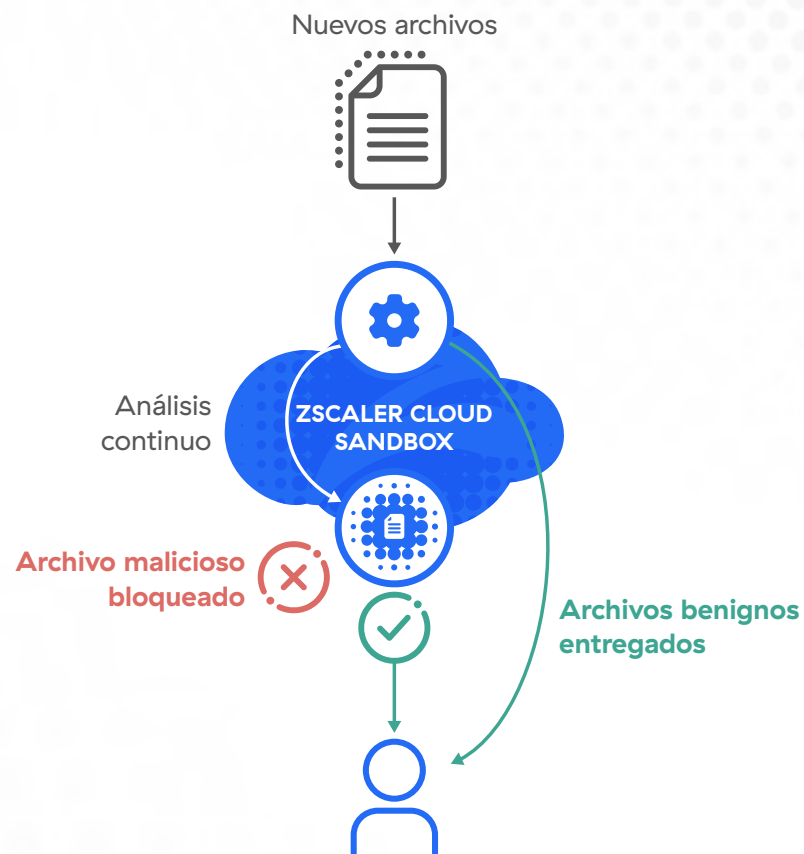 Nuevos archivos
Análisis
continuo
ZSCALER CLOUD
SANDBOX
Archivo malicioso
bloqueado
Archivos benignos
entregados